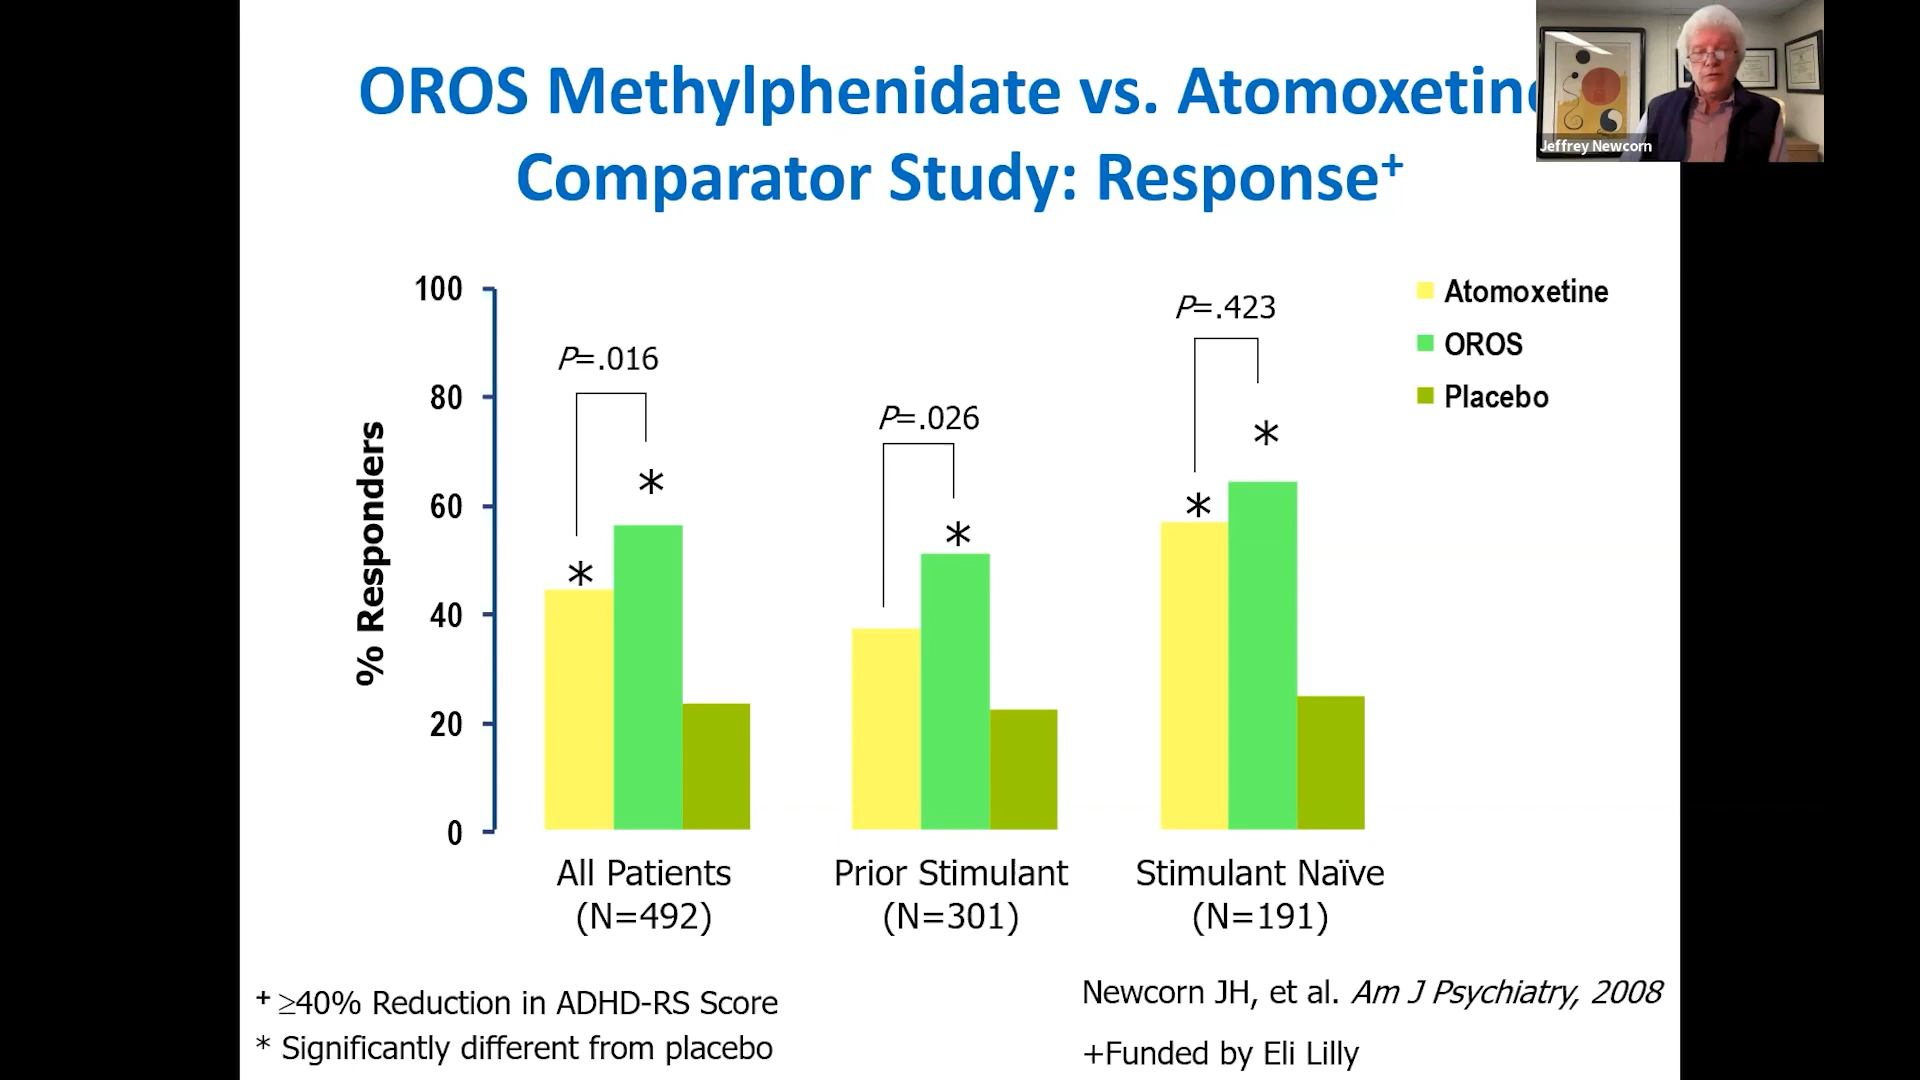 OROS Methylphenidate vs. Atomoxetin
Comparator Study: Response+
Jeffrey Newcorn
100
80
60
40
20
0
% Responders
P=.016
P=.026
P=.423
*
*
*
*
*
Atomoxetine
OROS
Placebo
All Patients
(N=492)
Prior Stimulant
(N=301)
Stimulant Naïve
(N=191)
+ ≥40% Reduction in ADHD-RS Score
* Significantly different from placebo
Newcorn JH, et al. Am J Psychiatry, 2008
+Funded by Eli Lilly